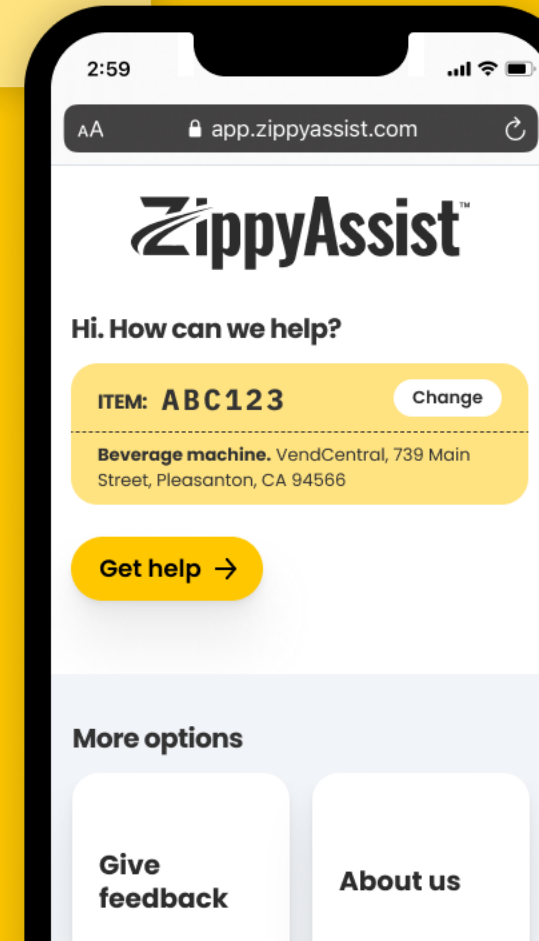 2:59
AA app.zippyassist.com
ZippyAssist™
Hi. How can we help?
ITEM: ABC123 Change
Beverage machine. VendCentral, 739 Main
Street, Pleasanton, CA 94566
Get help →
More options
Give
feedback
About us